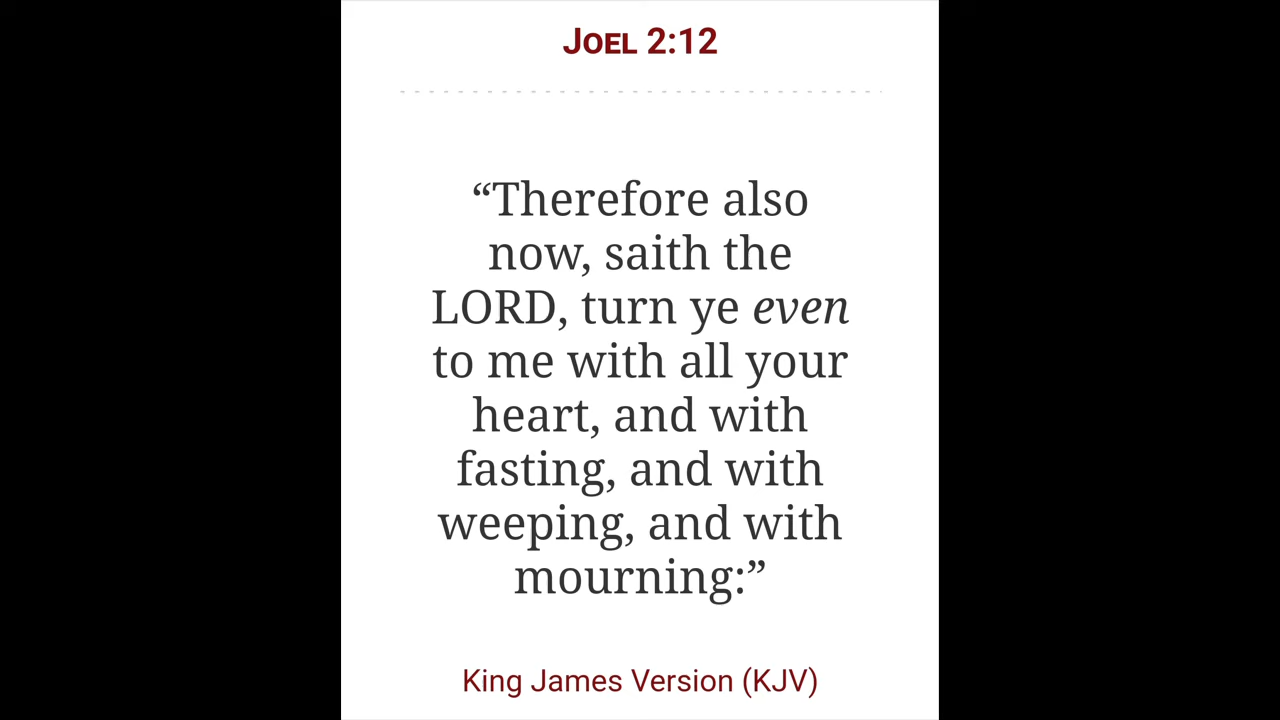 Joel 2:12
“Therefore also
now, saith the
LORD, turn ye even
to me with all your
heart, and with
fasting, and with
weeping, and with
mourning:”
King James Version (KJV)